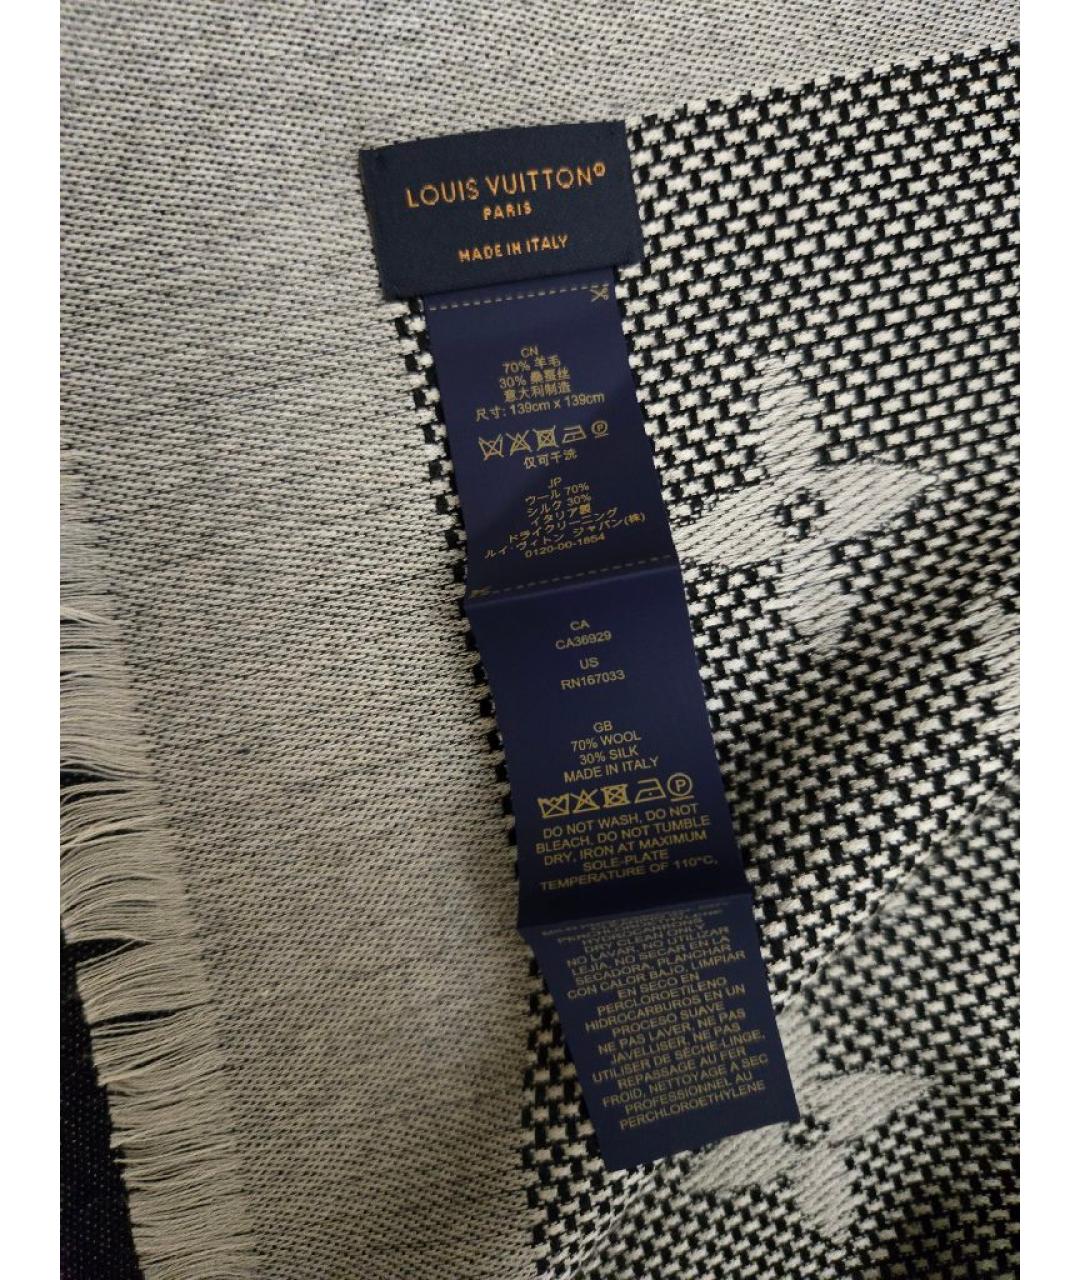 LOUIS VUITTON
PARIS
MADE IN ITALY
CN
70% 羊毛
30% 桑蚕丝
意大利制造
尺寸: 139cm x 139cm
仅可干洗
JP
ウール 70%
シルク 30%
イタリア製
ドライクリーニング
ルイ・ヴィトン ジャパン(株)
0120-00-1854
CA
CA36929
US
RN167033
GB
70% WOOL
30% SILK
MADE IN ITALY
P
DO NOT WASH, DO NOT
BLEACH, DO NOT TUMBLE
DRY, IRON AT MAXIMUM
SOLE-PLATE
TEMPERATURE OF 110°C,
HYDROCARBONS
DRY CLEAN ONLY
NO LAVAR, NO UTILIZAR
LEJÍA, NO SECAR EN LA
SECADORA, PLANCHAR
CON CALOR BAJO, LIMPIAR
EN SECO EN
PERCLOROETILENO
HIDROCARBUROS EN UN
PROCESO SUAVE
NE PAS LAVER, NE PAS
JAVELLISER, NE PAS
UTILISER DE SÈCHE-LINGE,
REPASSAGE AU FER
FROID, NETTOYAGE À SEC
PROFESSIONNEL AU
PERCHLOROETHYLENE